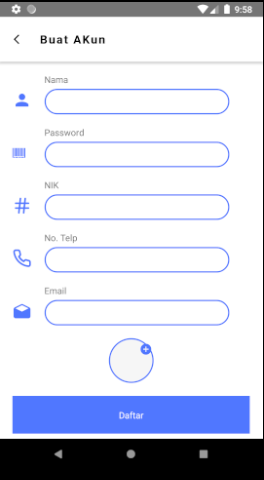 9:58
Buat AKun
Nama
Password
NIK
#
No. Telp
Email
Daftar